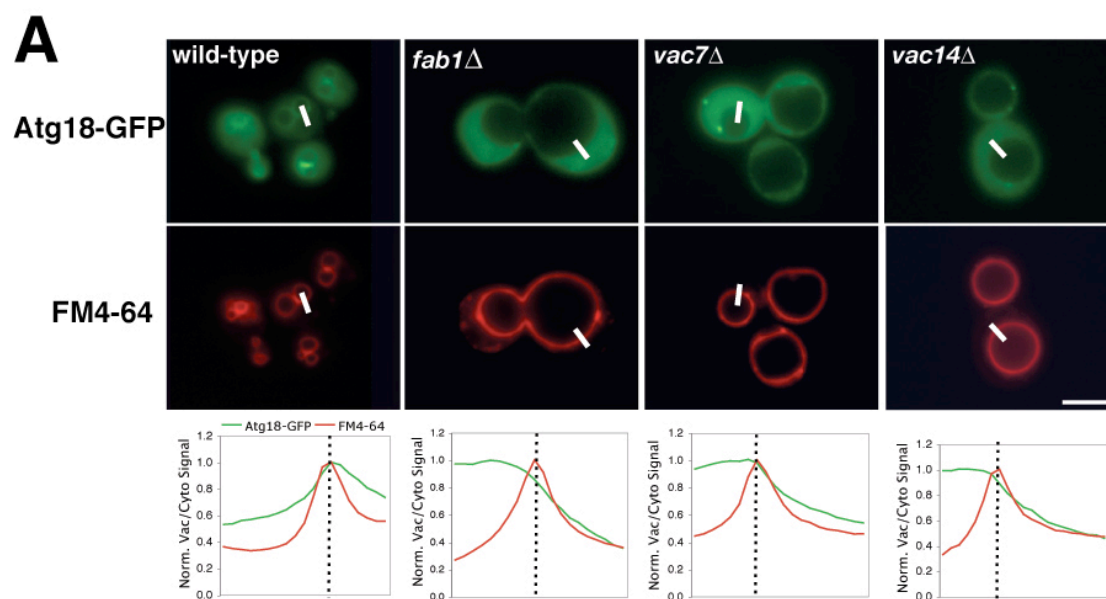 A
wild-type
fab1Δ
vac7Δ
vac14Δ
Atg18-GFP
FM4-64
Atg18-GFP FM4-64
Norm. Vac/Cyto Signal
1.2
1.0
0.8
0.6
0.4
0.2
0.0
Norm. Vac/Cyto Signal
1.2
1.0
0.8
0.6
0.4
0.2
0.0
Norm. Vac/Cyto Signal
1.2
1.0
0.8
0.6
0.4
0.2
0.0
Norm. Vac/Cyto Signal
1.2
1.0
0.8
0.6
0.4
0.2
0.0